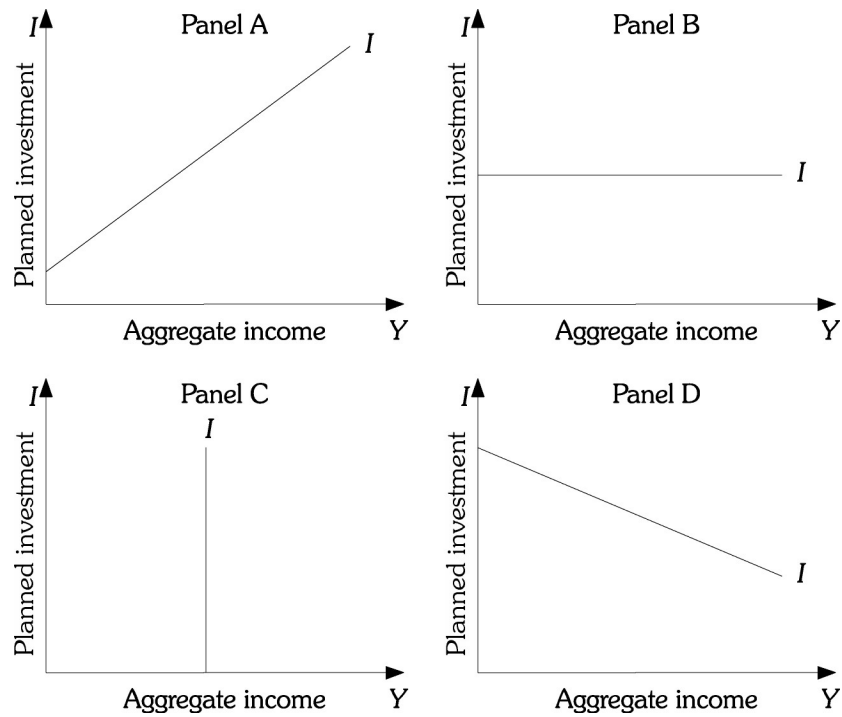 I Panel A
I
Planned investment
Aggregate income Y
I Panel B
I
Planned investment
Aggregate income Y
I Panel C
I
Planned investment
Aggregate income Y
I Panel D
I
Planned investment
Aggregate income Y